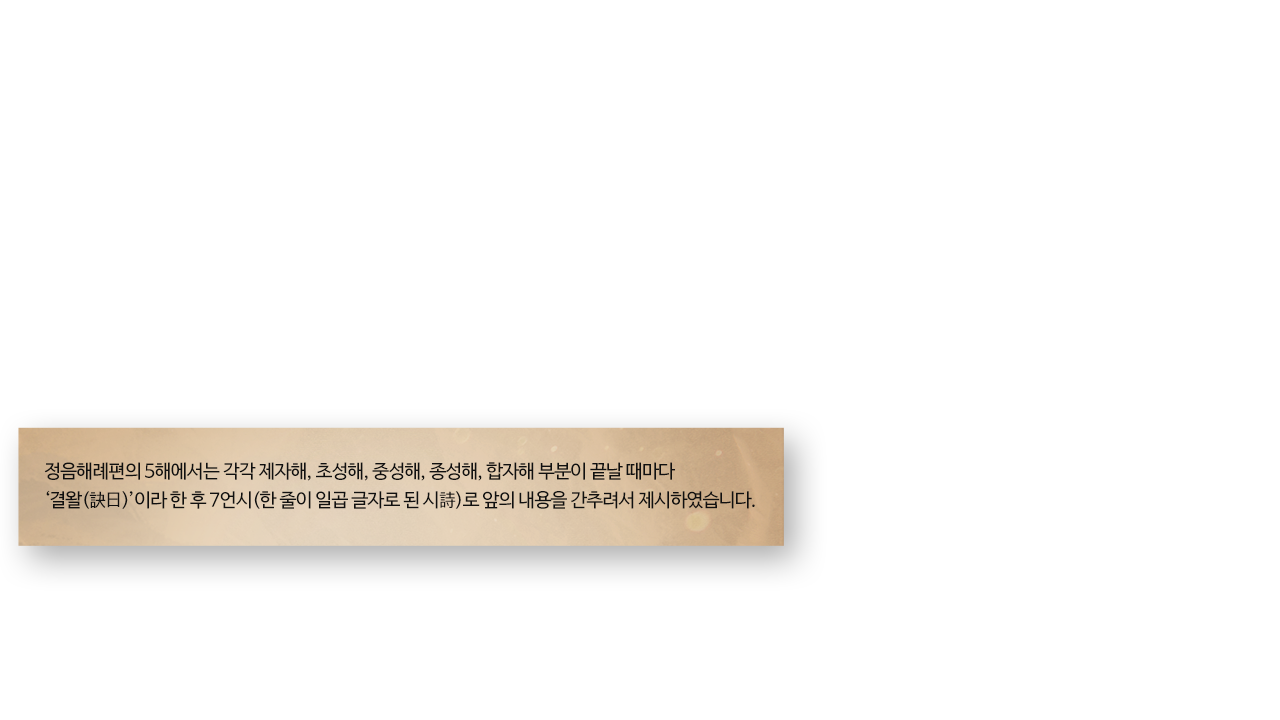 정음해례편의 5해에서는 각각 제자해, 초성해, 중성해, 종성해, 합자해 부분이 끝날 때마다
‘결왈(訣日)’이라 한 후 7언시(한 줄이 일곱 글자로 된 시詩)로 앞의 내용을 간추려서 제시하였습니다.